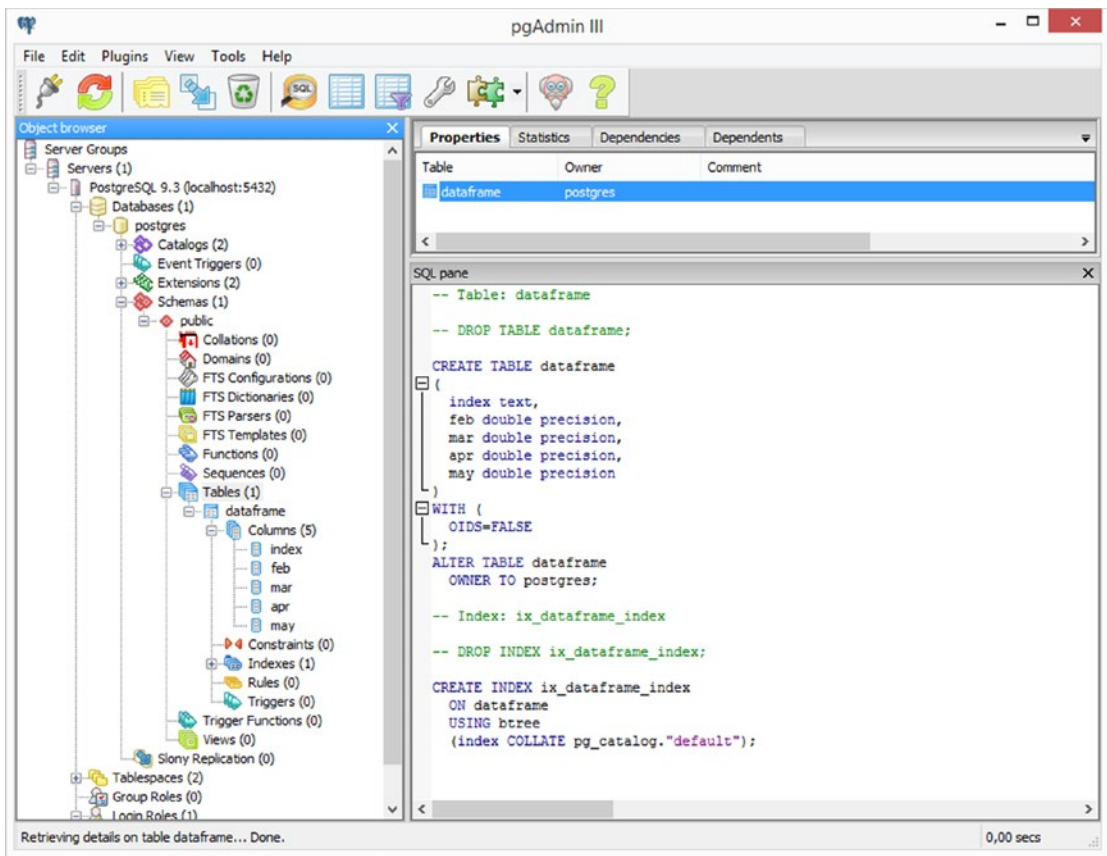 pgAdmin III
File Edit Plugins View Tools Help
SQL
Object browser
Server Groups
Servers (1)
PostgreSQL 9.3 (localhost:5432)
Databases (1)
postgres
Catalogs (2)
Event Triggers (0)
Extensions (2)
Schemas (1)
public
Collations (0)
Domains (0)
FTS Configurations (0)
FTS Dictionaries (0)
FTS Parsers (0)
FTS Templates (0)
Functions (0)
Sequences (0)
Tables (1)
dataframe
Columns (5)
index
feb
mar
apr
may
Constraints (0)
Indexes (1)
Rules (0)
Triggers (0)
Trigger Functions (0)
Views (0)
Slony Replication (0)
Tablespaces (2)
Group Roles (0)
Login Roles (1)
Properties Statistics Dependencies Dependents
Table Owner Comment
dataframe postgres
SQL pane
-- Table: dataframe
-- DROP TABLE dataframe;
CREATE TABLE dataframe
(
index text,
feb double precision,
mar double precision,
apr double precision,
may double precision
)
WITH (
OIDS=FALSE
);
ALTER TABLE dataframe
OWNER TO postgres;
-- Index: ix_dataframe_index
-- DROP INDEX ix_dataframe_index;
CREATE INDEX ix_dataframe_index
ON dataframe
USING btree
(index COLLATE pg_catalog."default");
Retrieving details on table dataframe... Done.
0,00 secs